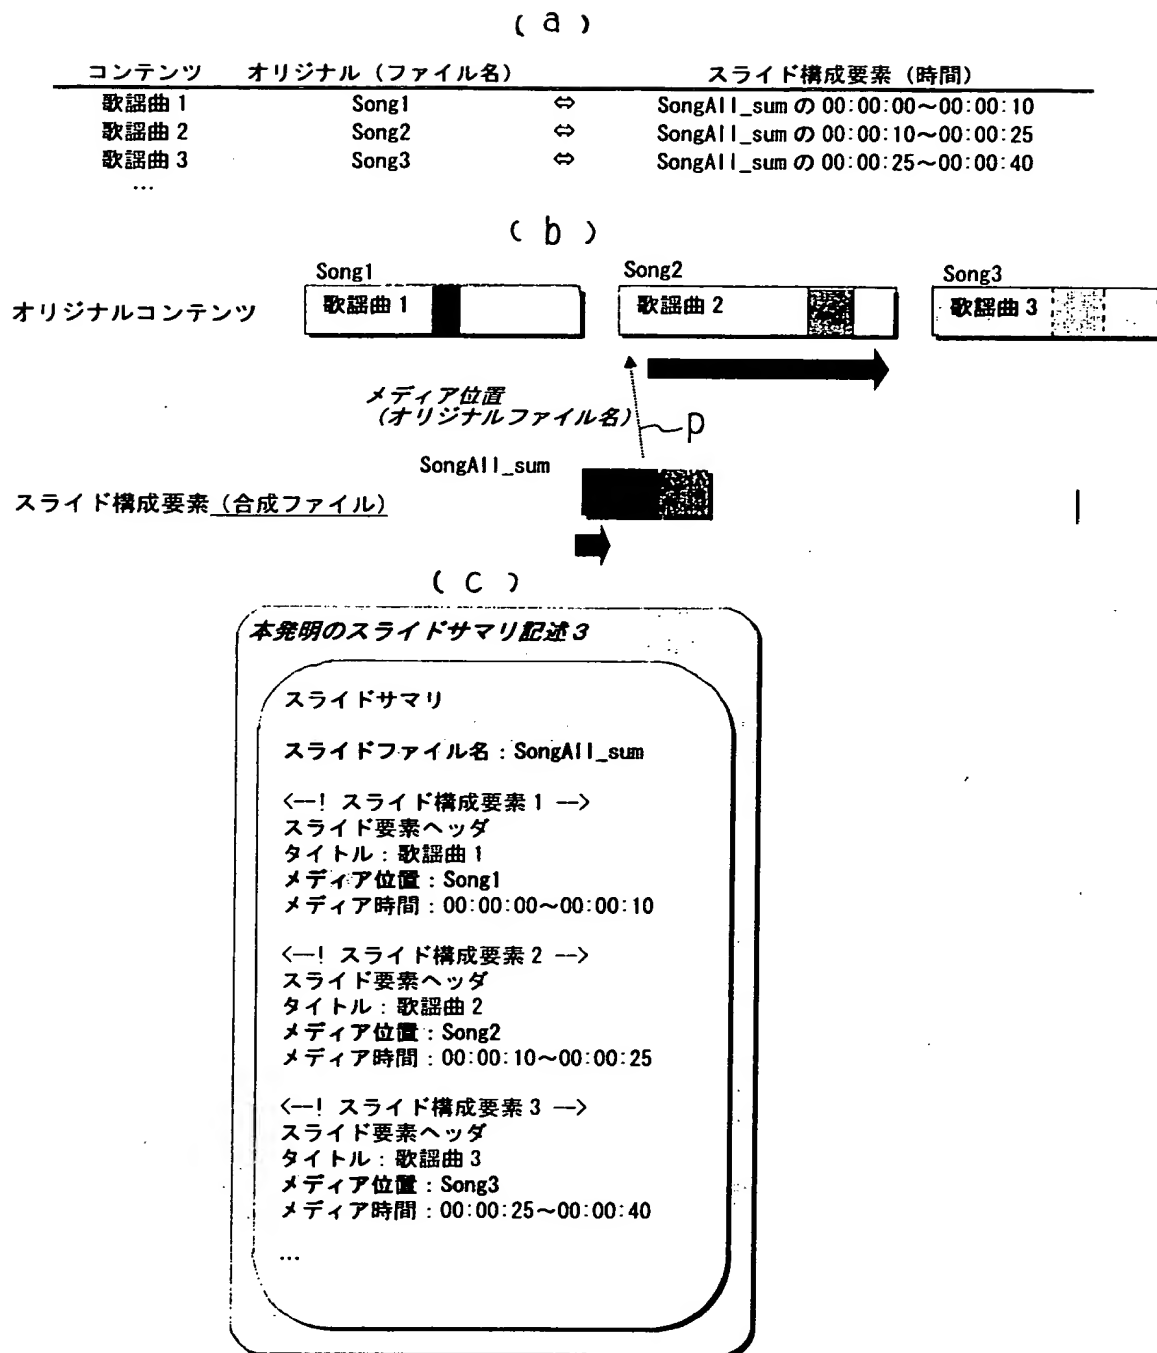 ( a )
コンテンツ オリジナル (ファイル名) スライド構成要素 (時間)
歌謡曲 1 Song1 ⇔ SongAll_sum の 00:00:00~00:00:10
歌謡曲 2 Song2 ⇔ SongAll_sum の 00:00:10~00:00:25
歌謡曲 3 Song3 ⇔ SongAll_sum の 00:00:25~00:00:40
...
( b )
Song1 Song2 Song3
オリジナルコンテンツ 歌謡曲 1 歌謡曲 2 歌謡曲 3
メディア位置
(オリジナルファイル名) p
SongAll_sum
スライド構成要素 (合成ファイル)
( c )
本発明のスライドサマリ記述 3
スライドサマリ
スライドファイル名 : SongAll_sum
<--! スライド構成要素 1 -->
スライド要素ヘッダ
タイトル : 歌謡曲 1
メディア位置 : Song1
メディア時間 : 00:00:00~00:00:10
<--! スライド構成要素 2 -->
スライド要素ヘッダ
タイトル : 歌謡曲 2
メディア位置 : Song2
メディア時間 : 00:00:10~00:00:25
<--! スライド構成要素 3 -->
スライド要素ヘッダ
タイトル : 歌謡曲 3
メディア位置 : Song3
メディア時間 : 00:00:25~00:00:40
...